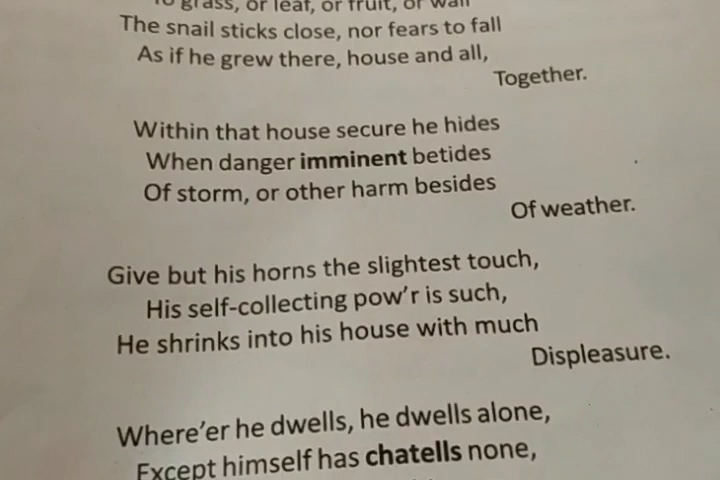 To grass, or leaf, or fruit, or wall
The snail sticks close, nor fears to fall
As if he grew there, house and all,
Together.
Within that house secure he hides
When danger imminent betides
Of storm, or other harm besides
Of weather.
Give but his horns the slightest touch,
His self-collecting pow’r is such,
He shrinks into his house with much
Displeasure.
Where’er he dwells, he dwells alone,
Except himself has chatells none,